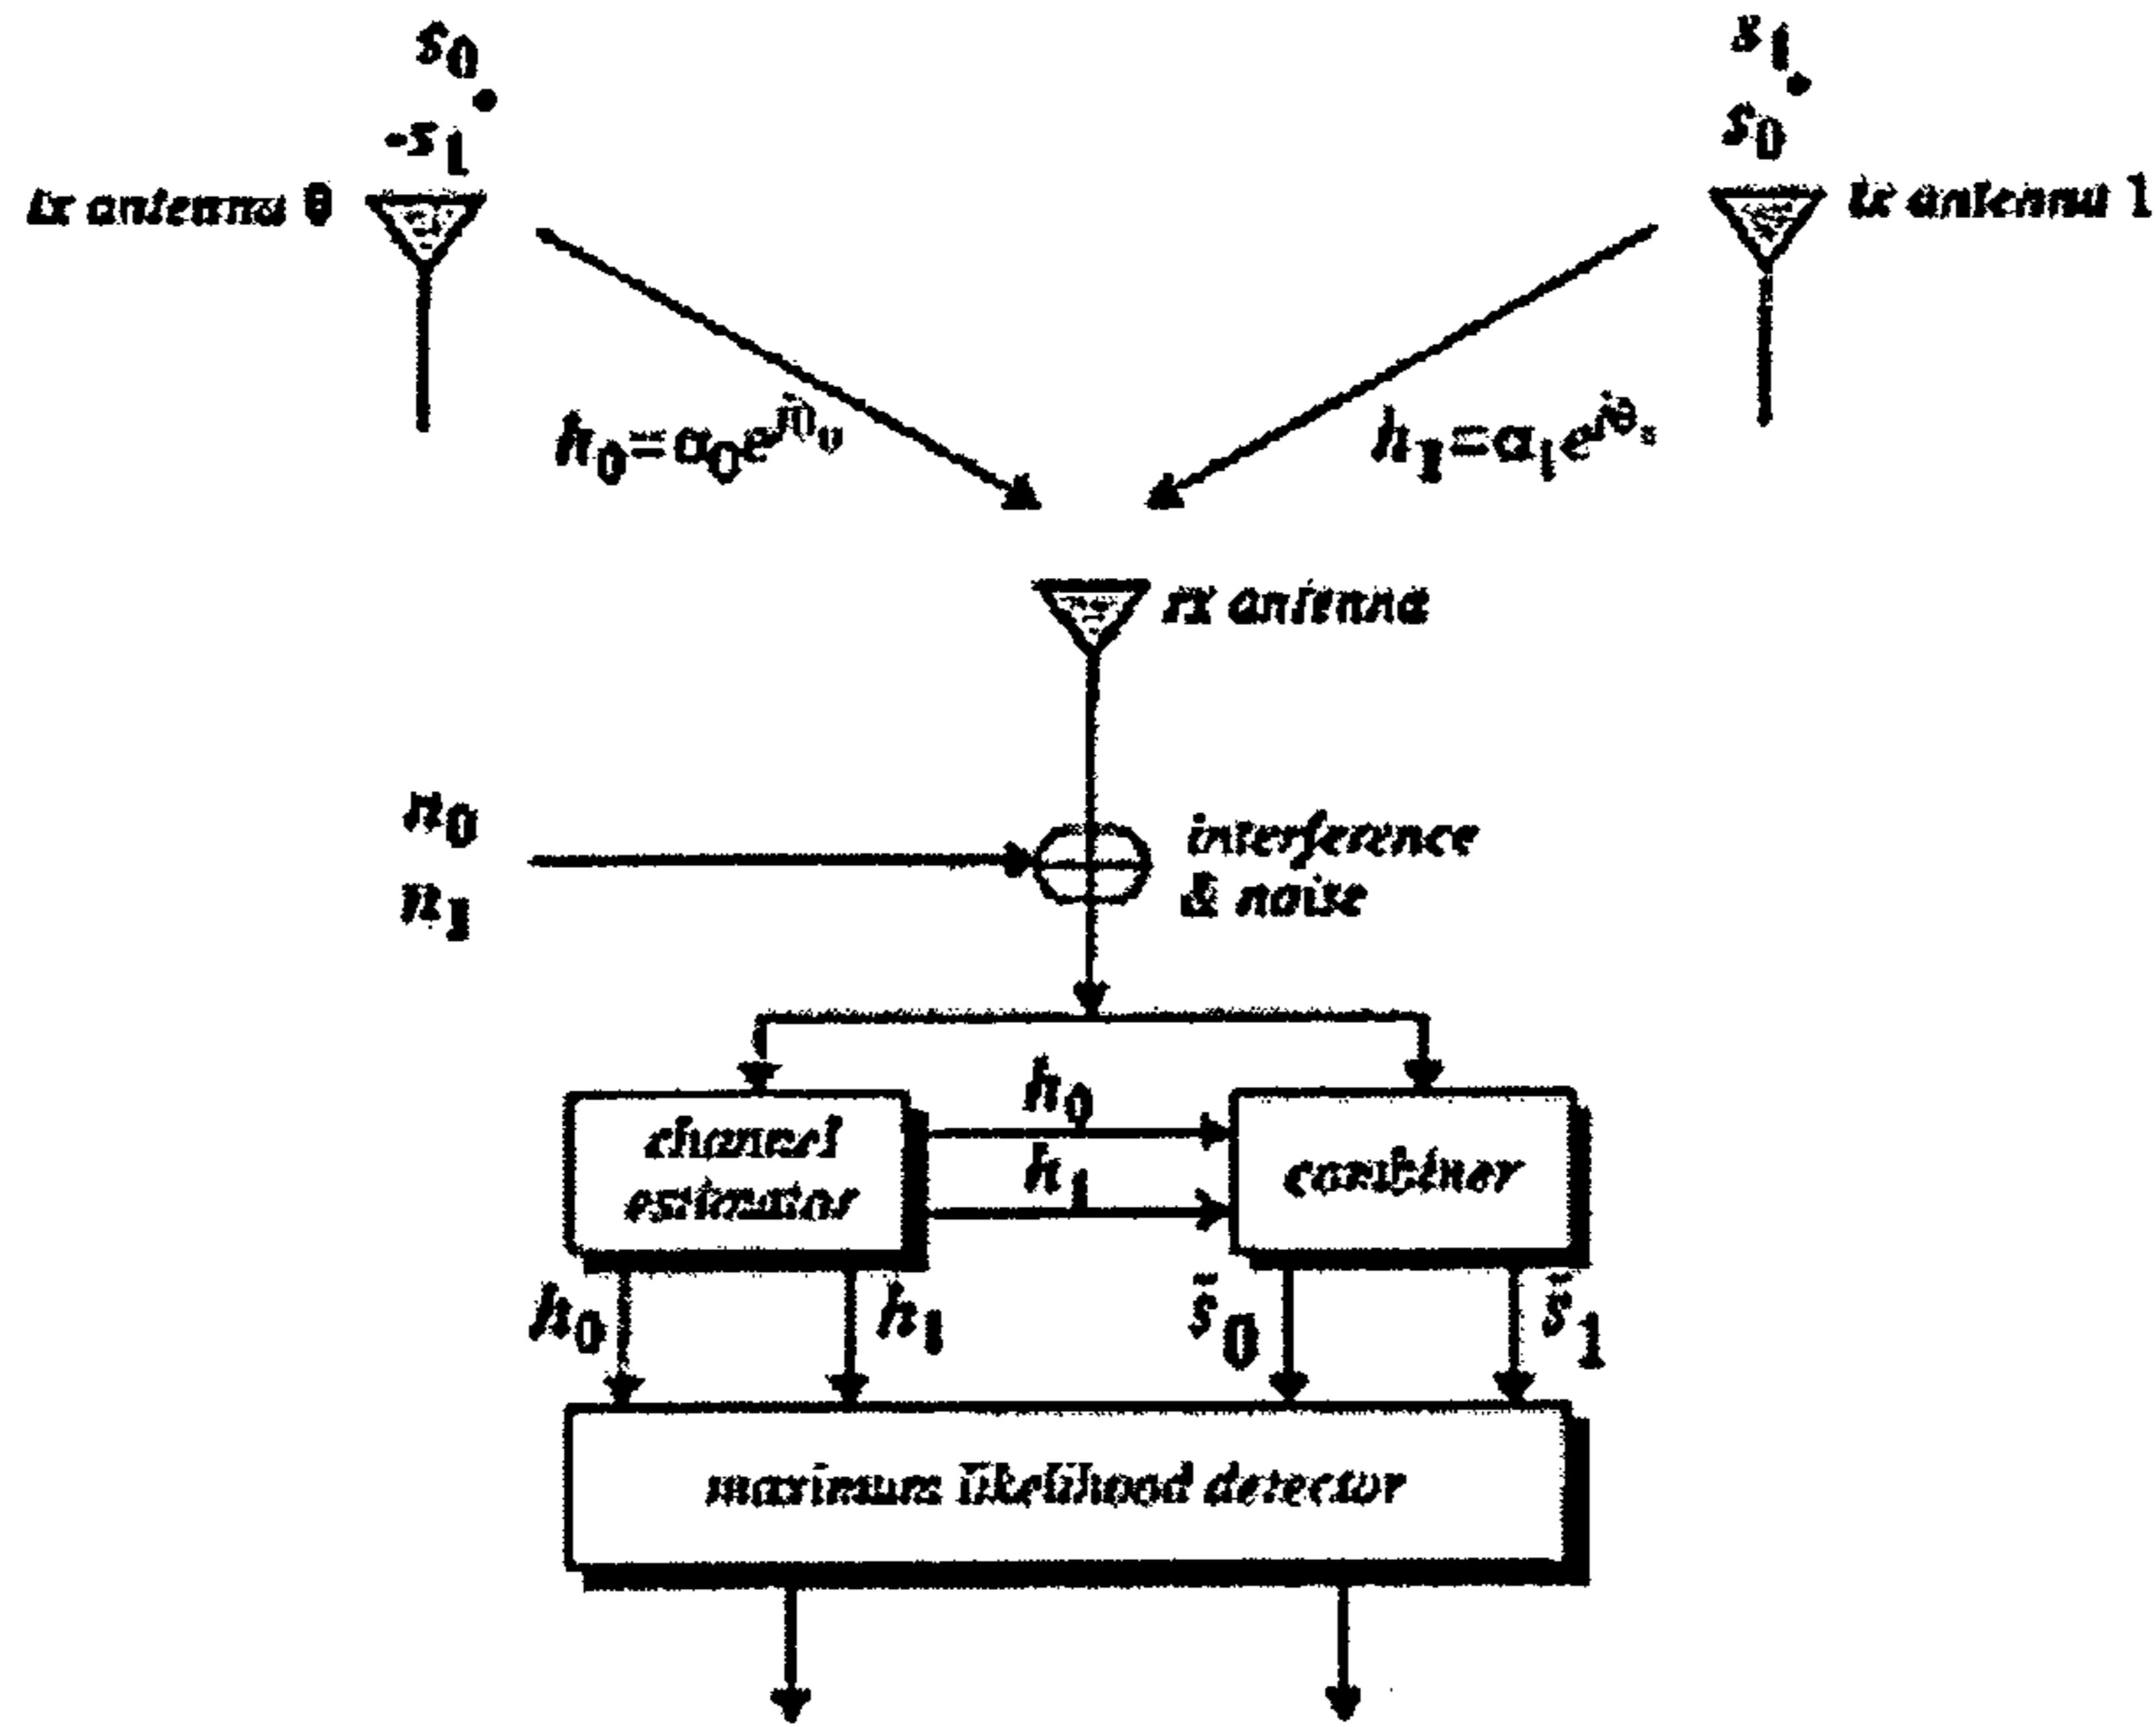 s0
-s1*
tx antenna 0
s1
s0*
tx antenna 1
h0=α0e^jθ0
h1=α1e^jθ1
rx antenna
n0
n1
interference
& noise
channel
estimator
h0
h1
combiner
h0
h1
s̃0
s̃1
maximum likelihood detector